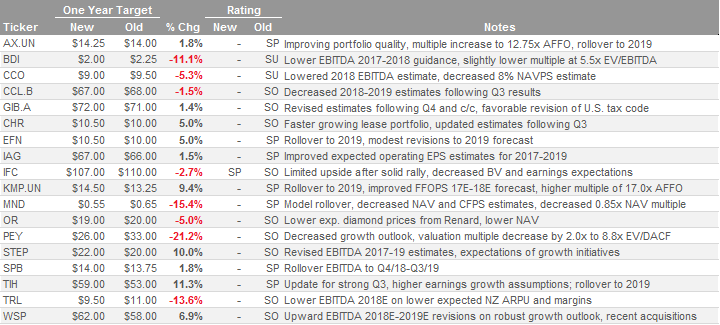 One Year Target Rating
Ticker New Old % Chg New Old Notes
AX.UN $14.25 $14.00 1.8% - SP Improving portfolio quality, multiple increase to 12.75x AFFO, rollover to 2019
BDI $2.00 $2.25 -11.1% - SU Lower EBITDA 2017-2018 guidance, slightly lower multiple at 5.5x EV/EBITDA
CCO $9.00 $9.50 -5.3% - SU Lowered 2018 EBITDA estimate, decreased 8% NAVPS estimate
CCL.B $67.00 $68.00 -1.5% - SO Decreased 2018-2019 estimates following Q3 results
GIB.A $72.00 $71.00 1.4% - SO Revised estimates following Q4 and c/c, favorable revision of U.S. tax code
CHR $10.50 $10.00 5.0% - SO Faster growing lease portfolio, updated estimates following Q3
EFN $10.50 $10.00 5.0% - SP Rollover to 2019, modest revisions to 2019 forecast
IAG $67.00 $66.00 1.5% - SP Improved expected operating EPS estimates for 2017-2019
IFC $107.00 $110.00 -2.7% SP SO Limited upside after solid rally, decreased BV and earnings expectations
KMP.UN $14.50 $13.25 9.4% - SP Rollover to 2019, improved FFOPS 17E-18E forecast, higher multiple of 17.0x AFFO
MND $0.55 $0.65 -15.4% - SP Model rollover, decreased NAV and CFPS estimates, decreased 0.85x NAV multiple
OR $19.00 $20.00 -5.0% - SO Lower exp. diamond prices from Renard, lower NAV
PEY $26.00 $33.00 -21.2% - SO Decreased growth outlook, valuation multiple decrease by 2.0x to 8.8x EV/DACF
STEP $22.00 $20.00 10.0% - SO Revised EBITDA 2017-19 estimates, expectations of growth initiatives
SPB $14.00 $13.75 1.8% - SP Rollover EBITDA to Q4/18-Q3/19
TIH $59.00 $53.00 11.3% - SP Update for strong Q3, higher earnings growth assumptions; rollover to 2019
TRL $9.50 $11.00 -13.6% - SO Lower EBITDA 2018E on lower expected NZ ARPU and margins
WSP $62.00 $58.00 6.9% - SO Upward EBITDA 2018E-2019E revisions on robust growth outlook, recent acquisitions